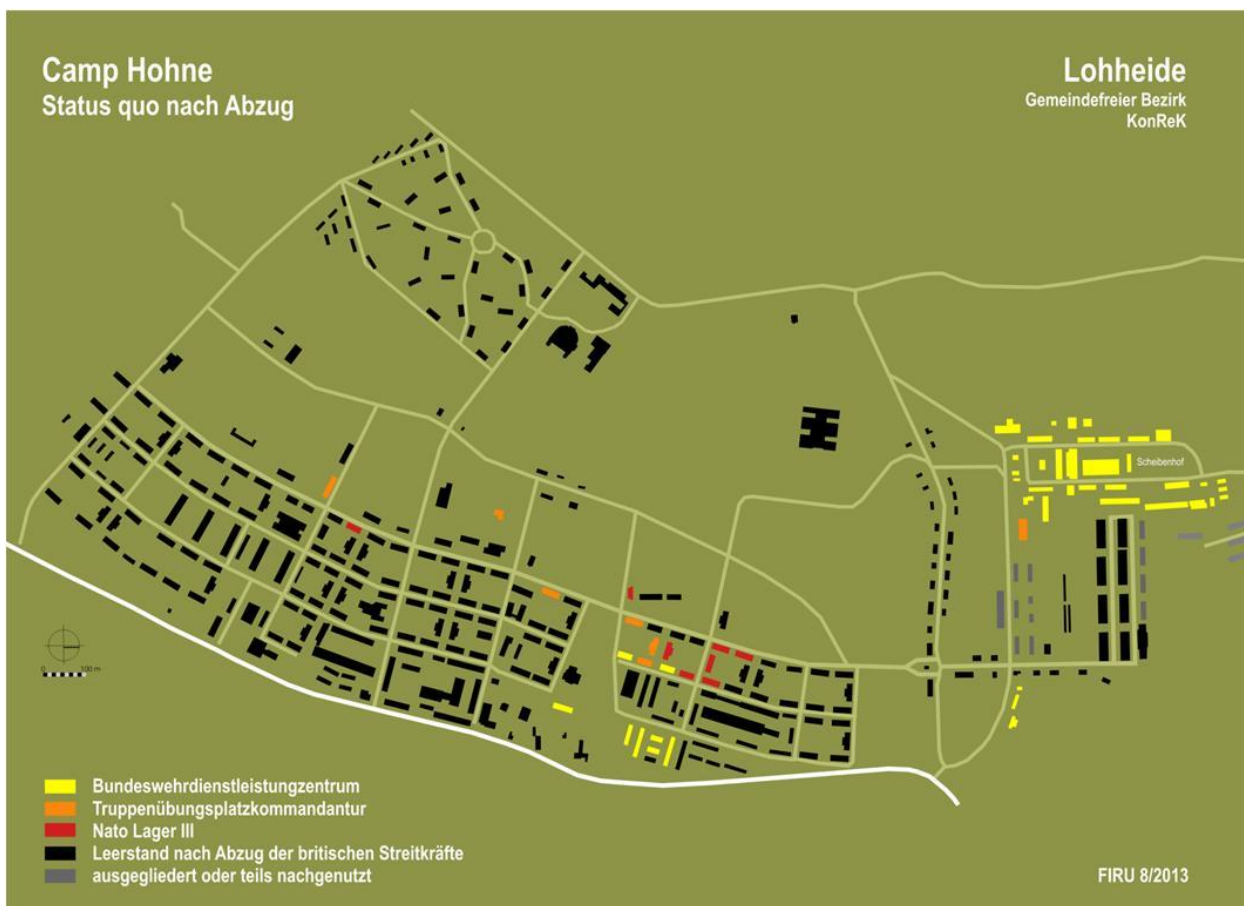 Camp Hohne
Status quo nach Abzug
Lohheide
Gemeindefreier Bezirk
KonReK
Scheibenhof
0 100 m
Bundeswehrdienstleistungzentrum
Truppenübungsplatzkommandantur
Nato Lager III
Leerstand nach Abzug der britischen Streitkräfte
ausgegliedert oder teils nachgenutzt
FIRU 8/2013